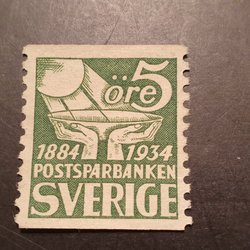 öre 5
1884 1934
POSTSPARBANKEN
SVERIGE